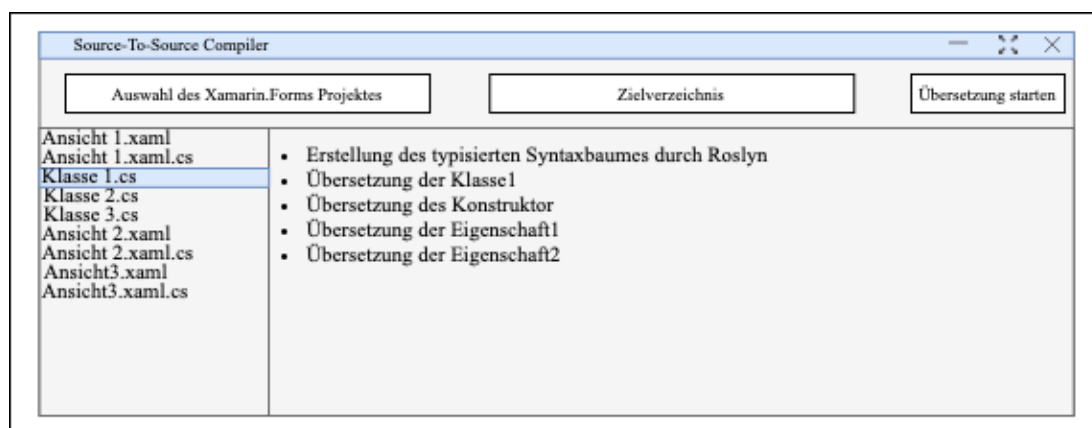 Source-To-Source Compiler
Auswahl des Xamarin.Forms Projektes
Zielverzeichnis
Übersetzung starten
Ansicht 1.xaml
Ansicht 1.xaml.cs
Klasse 1.cs
Klasse 2.cs
Klasse 3.cs
Ansicht 2.xaml
Ansicht 2.xaml.cs
Ansicht3.xaml
Ansicht3.xaml.cs
• Erstellung des typisierten Syntaxbaumes durch Roslyn
• Übersetzung der Klasse1
• Übersetzung des Konstruktor
• Übersetzung der Eigenschaft1
• Übersetzung der Eigenschaft2